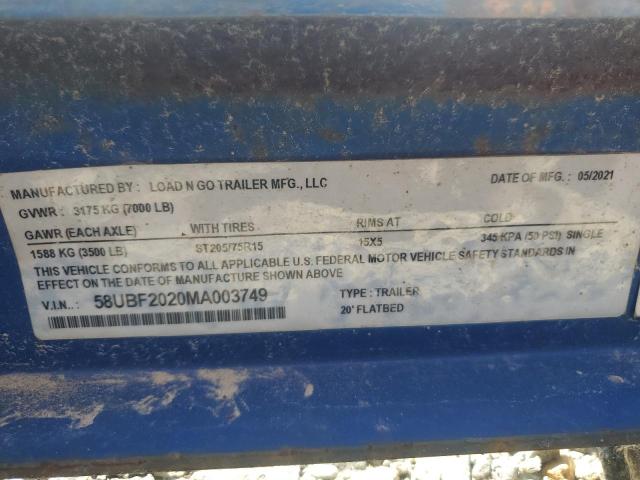 MANUFACTURED BY : LOAD N GO TRAILER MFG., LLC DATE OF MFG. : 05/2021
GVWR : 3175 KG (7000 LB)
GAWR (EACH AXLE) WITH TIRES RIMS AT COLD
1588 KG (3500 LB) ST205/75R15 15X5 345 KPA (50 PSI) SINGLE
THIS VEHICLE CONFORMS TO ALL APPLICABLE U.S. FEDERAL MOTOR VEHICLE SAFETY STANDARDS IN
EFFECT ON THE DATE OF MANUFACTURE SHOWN ABOVE
V.I.N. : 58UBF2020MA003749 TYPE : TRAILER
20' FLATBED